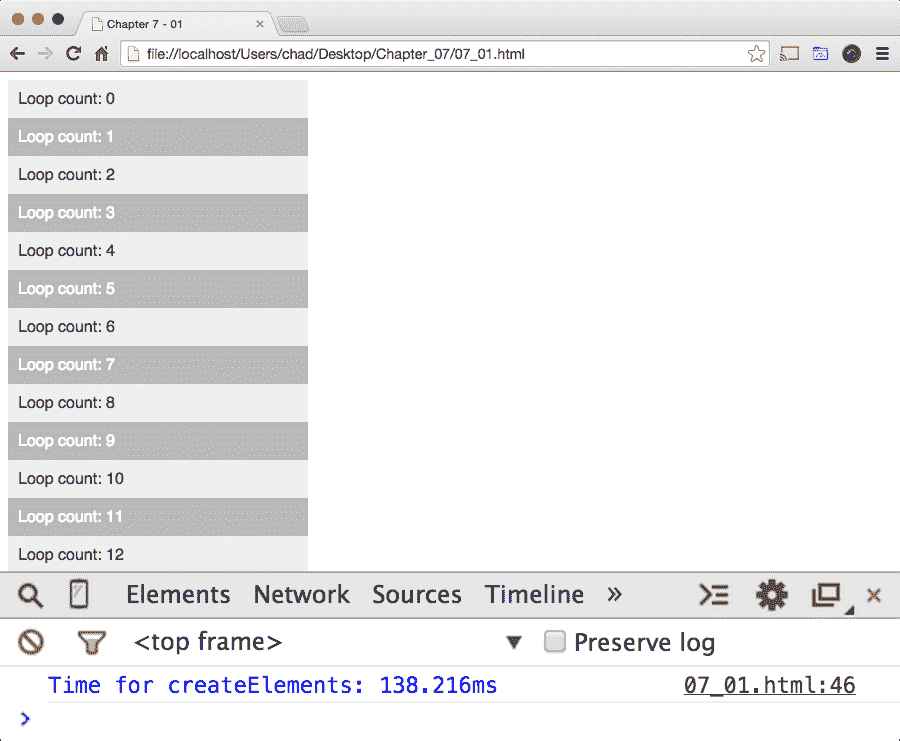 Chapter 7 - 01
file://localhost/Users/chad/Desktop/Chapter_07/07_01.html
Loop count: 0
Loop count: 1
Loop count: 2
Loop count: 3
Loop count: 4
Loop count: 5
Loop count: 6
Loop count: 7
Loop count: 8
Loop count: 9
Loop count: 10
Loop count: 11
Loop count: 12
Elements Network Sources Timeline »
<top frame> Preserve log
Time for createElements: 138.216ms 07_01.html:46
>